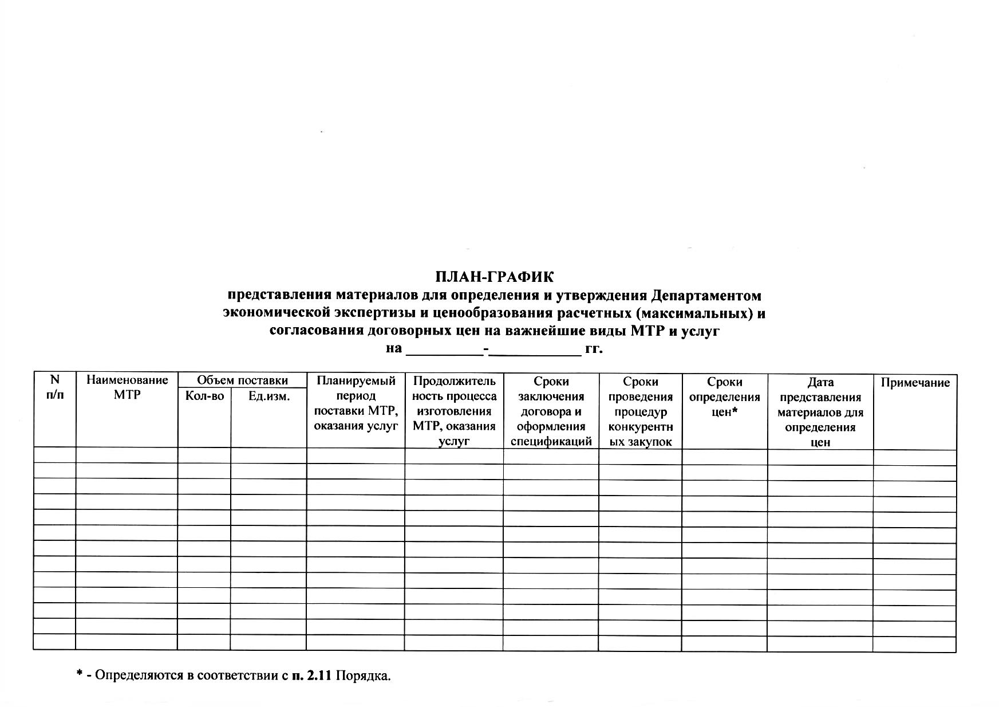 ПЛАН-ГРАФИК
представления материалов для определения и утверждения Департаментом
экономической экспертизы и ценообразования расчетных (максимальных) и
согласования договорных цен на важнейшие виды МТР и услуг
на __________-____________ гг.
N
п/п
Наименование
МТР
Объем поставки
Кол-во
Ед.изм.
Планируемый
период
поставки МТР,
оказания услуг
Продолжитель
ность процесса
изготовления
МТР, оказания
услуг
Сроки
заключения
договора и
оформления
спецификаций
Сроки
проведения
процедур
конкурентн
ых закупок
Сроки
определения
цен*
Дата
представления
материалов для
определения
цен
Примечание
* - Определяются в соответствии с п. 2.11 Порядка.